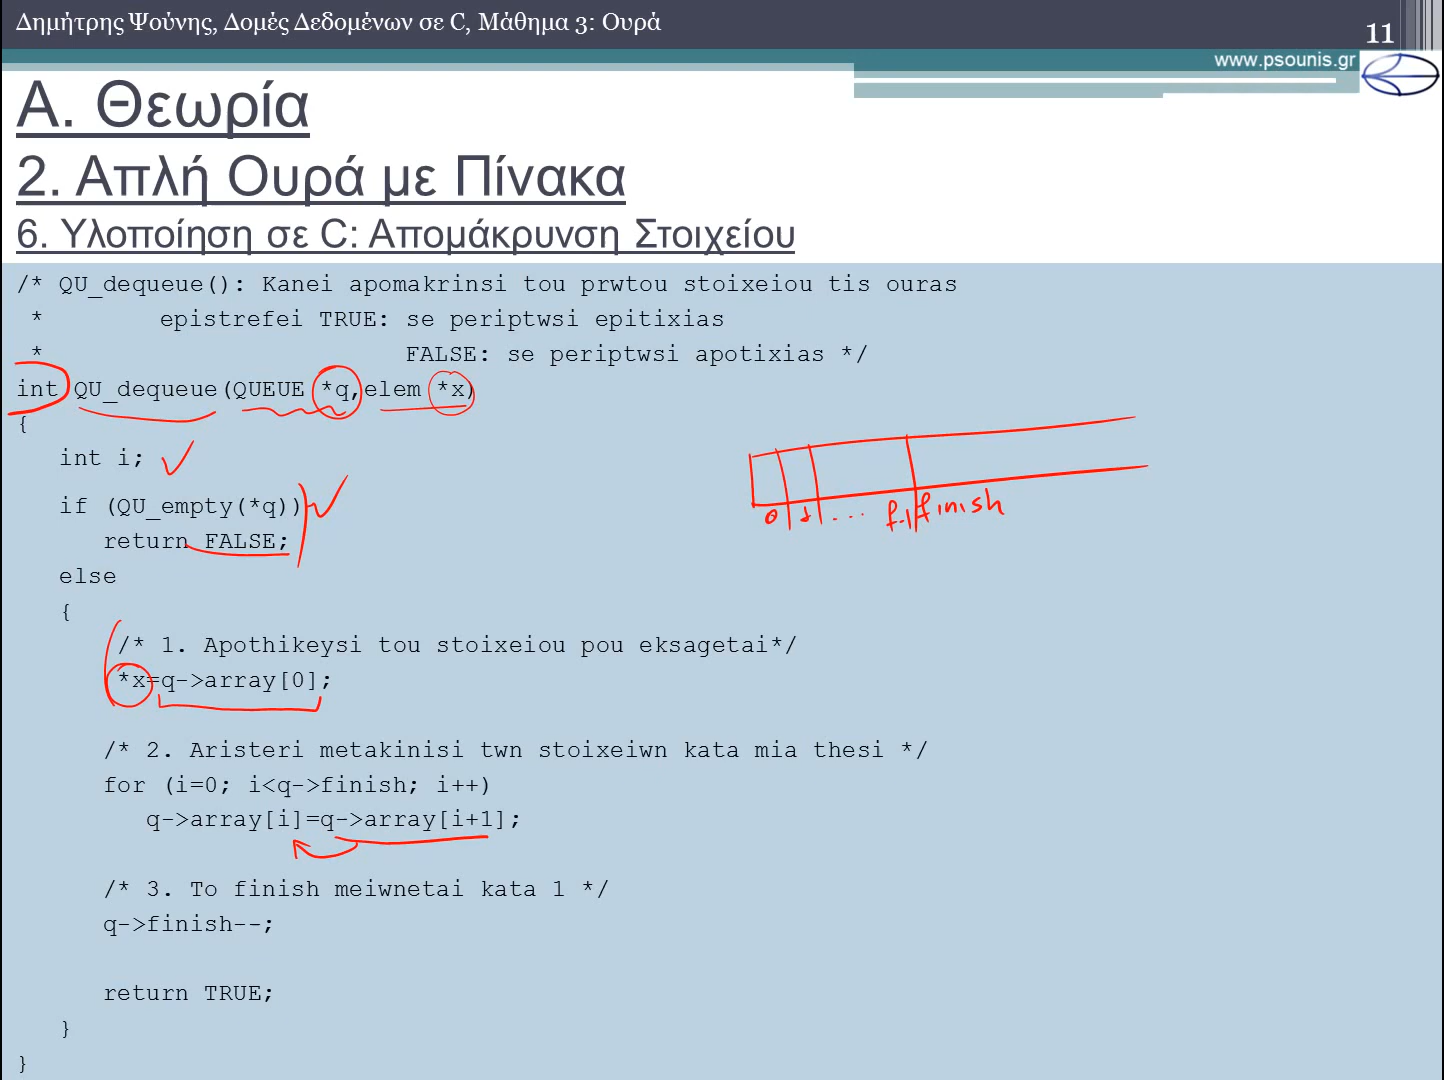 Δημήτρης Ψούνης, Δομές Δεδομένων σε C, Μάθημα 3: Ουρά
11
www.psounis.gr
Α. Θεωρία
2. Απλή Ουρά με Πίνακα
6. Υλοποίηση σε C: Απομάκρυνση Στοιχείου
/* QU_dequeue(): Kanei apomakrinsi tou prwtou stoixeiou tis ouras
* epistrefei TRUE: se periptwsi epitixias
* FALSE: se periptwsi apotixias */
int QU_dequeue(QUEUE *q,elem *x)
{
int i;
if (QU_empty(*q))
return FALSE;
else
{
/* 1. Apothikeysi tou stoixeiou pou eksagetai*/
*x=q->array[0];
/* 2. Aristeri metakinisi twn stoixeiwn kata mia thesi */
for (i=0; i<q->finish; i++)
q->array[i]=q->array[i+1];
/* 3. To finish meiwnetai kata 1 */
q->finish--;
return TRUE;
}
}
0 1 ... f-1 finish